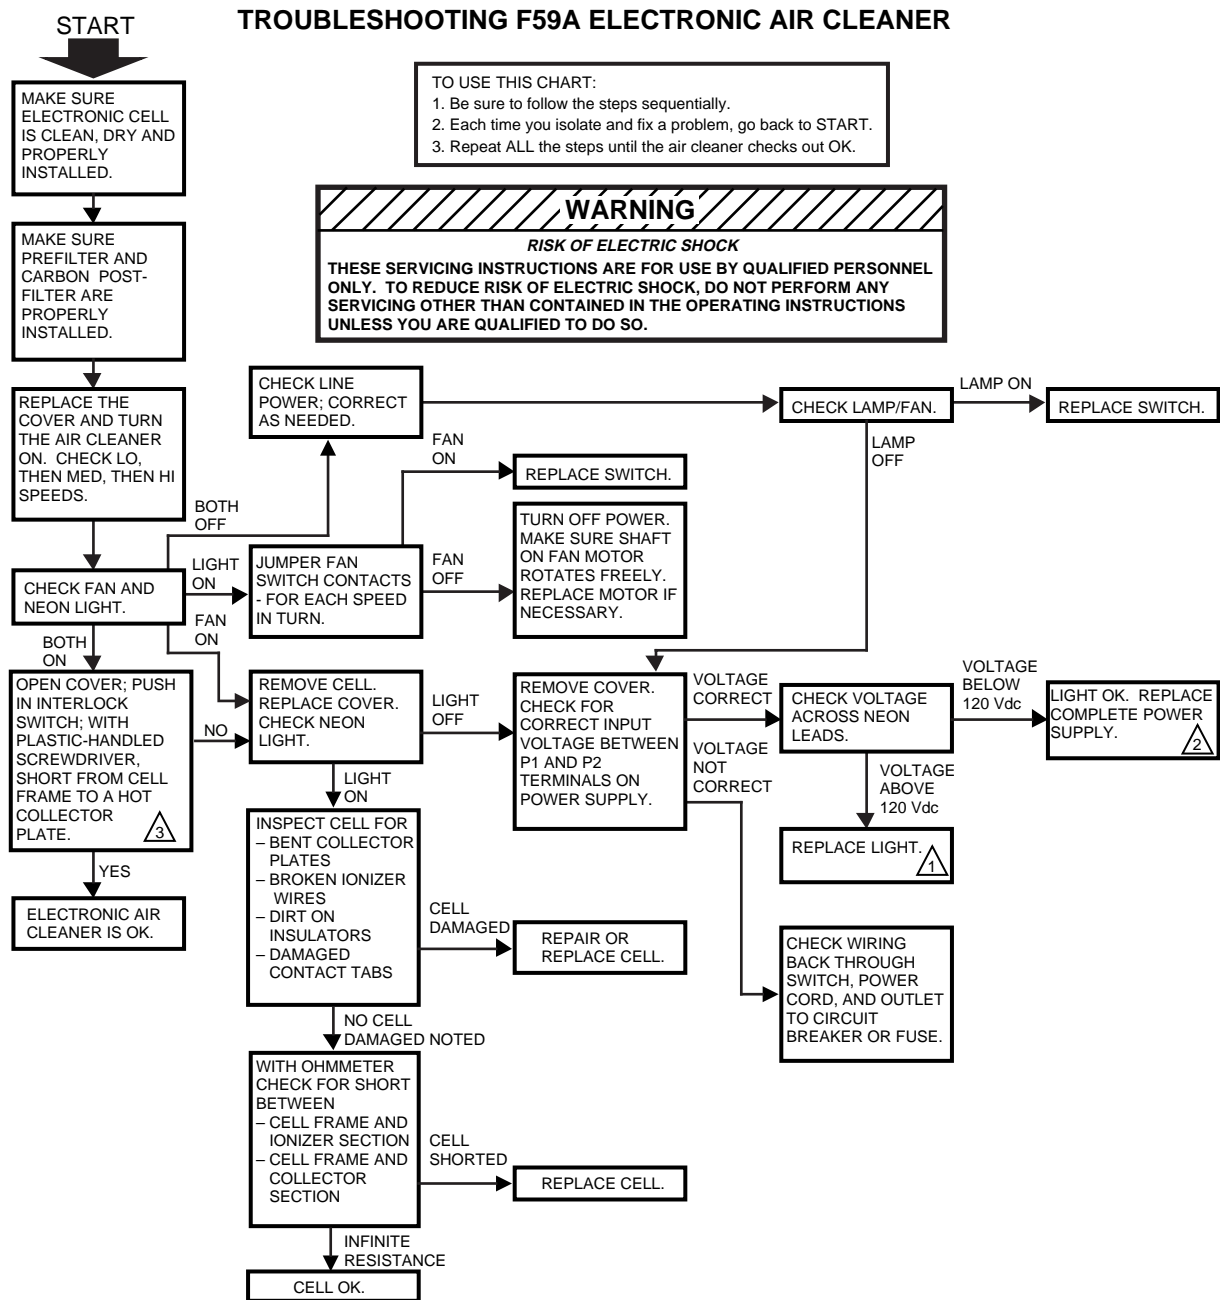 TROUBLESHOOTING F59A ELECTRONIC AIR CLEANER
START
TO USE THIS CHART:
1. Be sure to follow the steps sequentially.
2. Each time you isolate and fix a problem, go back to START.
3. Repeat ALL the steps until the air cleaner checks out OK.
WARNING
RISK OF ELECTRIC SHOCK
THESE SERVICING INSTRUCTIONS ARE FOR USE BY QUALIFIED PERSONNEL
ONLY. TO REDUCE RISK OF ELECTRIC SHOCK, DO NOT PERFORM ANY
SERVICING OTHER THAN CONTAINED IN THE OPERATING INSTRUCTIONS
UNLESS YOU ARE QUALIFIED TO DO SO.
MAKE SURE
ELECTRONIC CELL
IS CLEAN, DRY AND
PROPERLY
INSTALLED.
MAKE SURE
PREFILTER AND
CARBON POST-
FILTER ARE
PROPERLY
INSTALLED.
REPLACE THE
COVER AND TURN
THE AIR CLEANER
ON. CHECK LO,
THEN MED, THEN HI
SPEEDS.
CHECK FAN AND
NEON LIGHT.
BOTH
OFF
CHECK LINE
POWER; CORRECT
AS NEEDED.
CHECK LAMP/FAN.
LAMP ON
REPLACE SWITCH.
LAMP
OFF
LIGHT
ON
JUMPER FAN
SWITCH CONTACTS
- FOR EACH SPEED
IN TURN.
FAN
ON
REPLACE SWITCH.
FAN
OFF
TURN OFF POWER.
MAKE SURE SHAFT
ON FAN MOTOR
ROTATES FREELY.
REPLACE MOTOR IF
NECESSARY.
FAN
ON
BOTH
ON
OPEN COVER; PUSH
IN INTERLOCK
SWITCH; WITH
PLASTIC-HANDLED
SCREWDRIVER,
SHORT FROM CELL
FRAME TO A HOT
COLLECTOR
PLATE.
3
NO
YES
ELECTRONIC AIR
CLEANER IS OK.
REMOVE CELL.
REPLACE COVER.
CHECK NEON
LIGHT.
LIGHT
OFF
REMOVE COVER.
CHECK FOR
CORRECT INPUT
VOLTAGE BETWEEN
P1 AND P2
TERMINALS ON
POWER SUPPLY.
VOLTAGE
CORRECT
CHECK VOLTAGE
ACROSS NEON
LEADS.
VOLTAGE
BELOW
120 Vdc
LIGHT OK. REPLACE
COMPLETE POWER
SUPPLY.
2
VOLTAGE
ABOVE
120 Vdc
REPLACE LIGHT.
1
VOLTAGE
NOT
CORRECT
CHECK WIRING
BACK THROUGH
SWITCH, POWER
CORD, AND OUTLET
TO CIRCUIT
BREAKER OR FUSE.
LIGHT
ON
INSPECT CELL FOR
– BENT COLLECTOR
PLATES
– BROKEN IONIZER
WIRES
– DIRT ON
INSULATORS
– DAMAGED
CONTACT TABS
CELL
DAMAGED
REPAIR OR
REPLACE CELL.
NO CELL
DAMAGED NOTED
WITH OHMMETER
CHECK FOR SHORT
BETWEEN
– CELL FRAME AND
IONIZER SECTION
– CELL FRAME AND
COLLECTOR
SECTION
CELL
SHORTED
REPLACE CELL.
INFINITE
RESISTANCE
CELL OK.